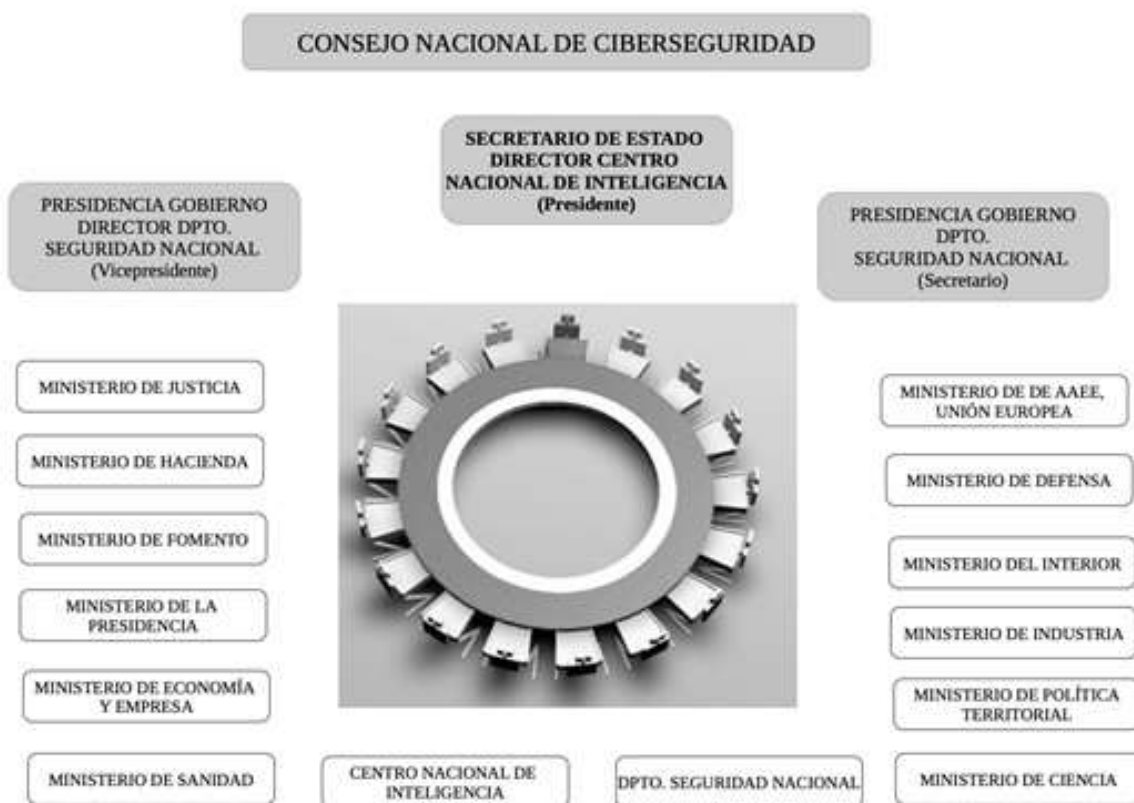 CONSEJO NACIONAL DE CIBERSEGURIDAD
SECRETARIO DE ESTADO
DIRECTOR CENTRO
NACIONAL DE INTELIGENCIA
(Presidente)
PRESIDENCIA GOBIERNO
DIRECTOR DPTO.
SEGURIDAD NACIONAL
(Vicepresidente)
PRESIDENCIA GOBIERNO
DPTO.
SEGURIDAD NACIONAL
(Secretario)
MINISTERIO DE JUSTICIA
MINISTERIO DE HACIENDA
MINISTERIO DE FOMENTO
MINISTERIO DE LA
PRESIDENCIA
MINISTERIO DE ECONOMÍA
Y EMPRESA
MINISTERIO DE SANIDAD
CENTRO NACIONAL DE
INTELIGENCIA
DPTO. SEGURIDAD NACIONAL
MINISTERIO DE DE AAEE,
UNIÓN EUROPEA
MINISTERIO DE DEFENSA
MINISTERIO DEL INTERIOR
MINISTERIO DE INDUSTRIA
MINISTERIO DE POLÍTICA
TERRITORIAL
MINISTERIO DE CIENCIA